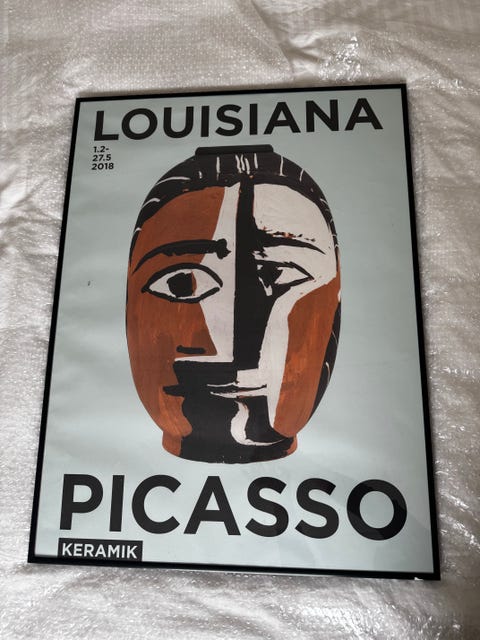 LOUISIANA
1.2-
27.5
2018
PICASSO
KERAMIK